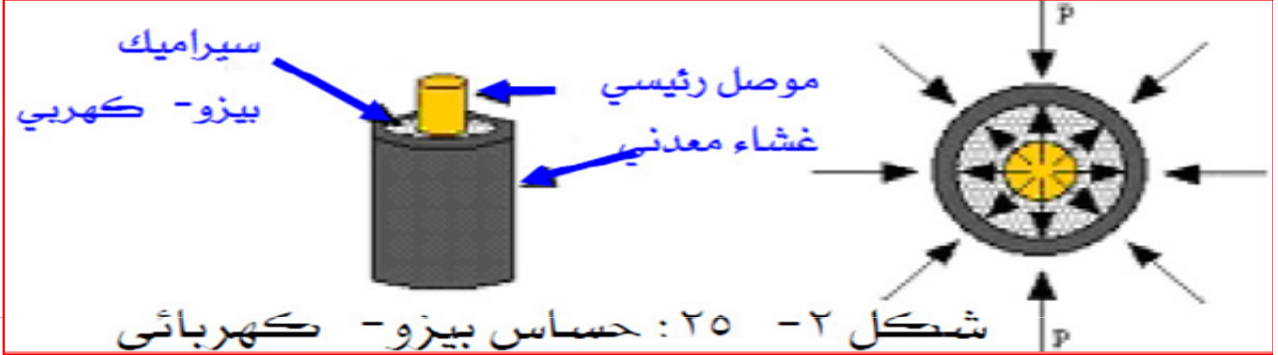 P
سيراميك
بيزو- كهربي
موصل رئيسي
غشاء معدني
شكل ٢- ٢٥: حساس بيزو- كهربائي
P